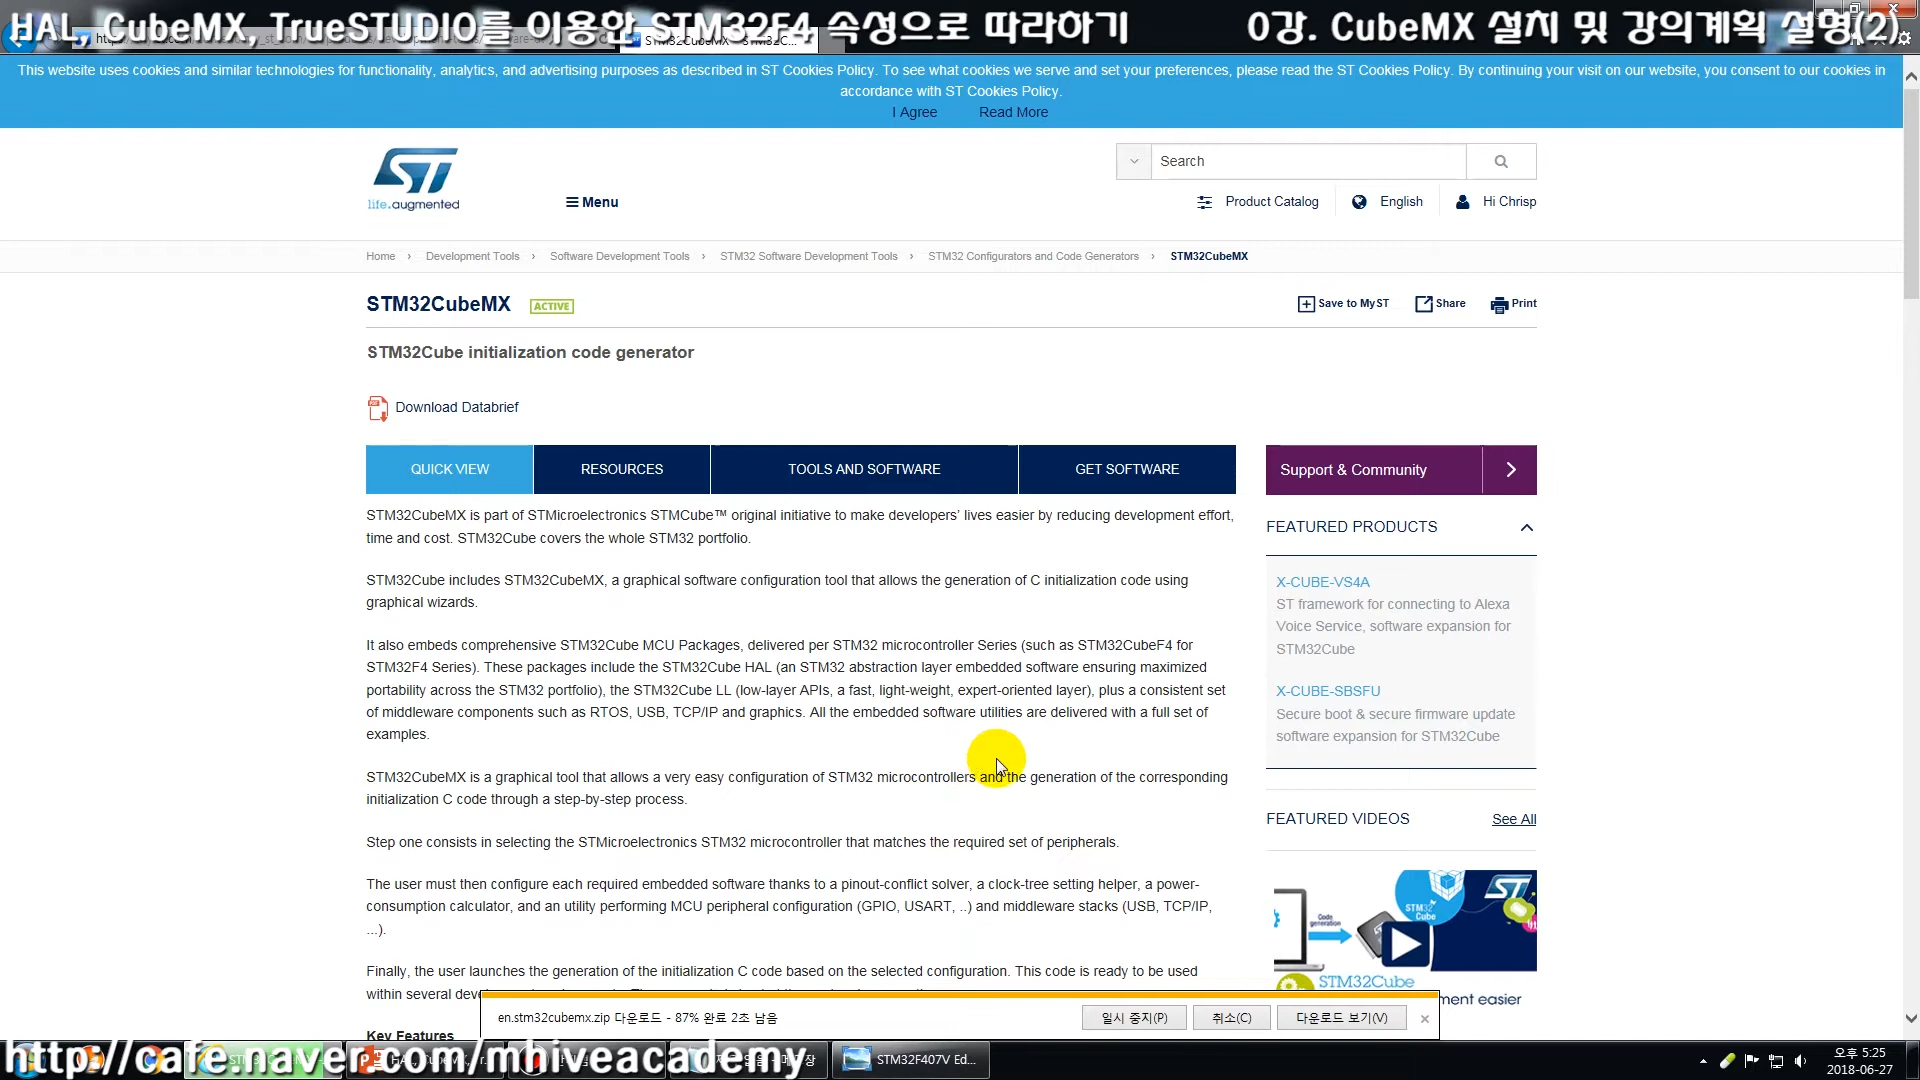 HAL, CubeMX, TrueSTUDIO를 이용한 STM32F4 속성으로 따라하기
0강. CubeMX 설치 및 강의계획 설명(2)
This website uses cookies and similar technologies for functionality, analytics, and advertising purposes as described in ST Cookies Policy. To see what cookies we serve and set your preferences, please read the ST Cookies Policy. By continuing your visit on our website, you consent to our cookies in
accordance with ST Cookies Policy.
I Agree
Read More
ST
life.augmented
Menu
Search
Product Catalog
English
Hi Chrisp
Home › Development Tools › Software Development Tools › STM32 Software Development Tools › STM32 Configurators and Code Generators › STM32CubeMX
STM32CubeMX
ACTIVE
Save to MyST
Share
Print
STM32Cube initialization code generator
Download Databrief
QUICK VIEW
RESOURCES
TOOLS AND SOFTWARE
GET SOFTWARE
STM32CubeMX is part of STMicroelectronics STMCube™ original initiative to make developers’ lives easier by reducing development effort,
time and cost. STM32Cube covers the whole STM32 portfolio.
STM32Cube includes STM32CubeMX, a graphical software configuration tool that allows the generation of C initialization code using
graphical wizards.
It also embeds comprehensive STM32Cube MCU Packages, delivered per STM32 microcontroller Series (such as STM32CubeF4 for
STM32F4 Series). These packages include the STM32Cube HAL (an STM32 abstraction layer embedded software ensuring maximized
portability across the STM32 portfolio), the STM32Cube LL (low-layer APIs, a fast, light-weight, expert-oriented layer), plus a consistent set
of middleware components such as RTOS, USB, TCP/IP and graphics. All the embedded software utilities are delivered with a full set of
examples.
STM32CubeMX is a graphical tool that allows a very easy configuration of STM32 microcontrollers and the generation of the corresponding
initialization C code through a step-by-step process.
Step one consists in selecting the STMicroelectronics STM32 microcontroller that matches the required set of peripherals.
The user must then configure each required embedded software thanks to a pinout-conflict solver, a clock-tree setting helper, a power-
consumption calculator, and an utility performing MCU peripheral configuration (GPIO, USART, ..) and middleware stacks (USB, TCP/IP,
...).
Finally, the user launches the generation of the initialization C code based on the selected configuration. This code is ready to be used
within several
Key Features
Support & Community
FEATURED PRODUCTS
X-CUBE-VS4A
ST framework for connecting to Alexa
Voice Service, software expansion for
STM32Cube
X-CUBE-SBSFU
Secure boot & secure firmware update
software expansion for STM32Cube
FEATURED VIDEOS
See All
Code
generation
STM32
Cube
ST
STM32Cube
easier
en.stm32cubemx.zip 다운로드 - 87% 완료 2초 남음
일시 중지(P)
취소(C)
다운로드 보기(V)
http://cafe.naver.com/mhiveacademy
STM32F407V Ed...
오후 5:25
2018-06-27